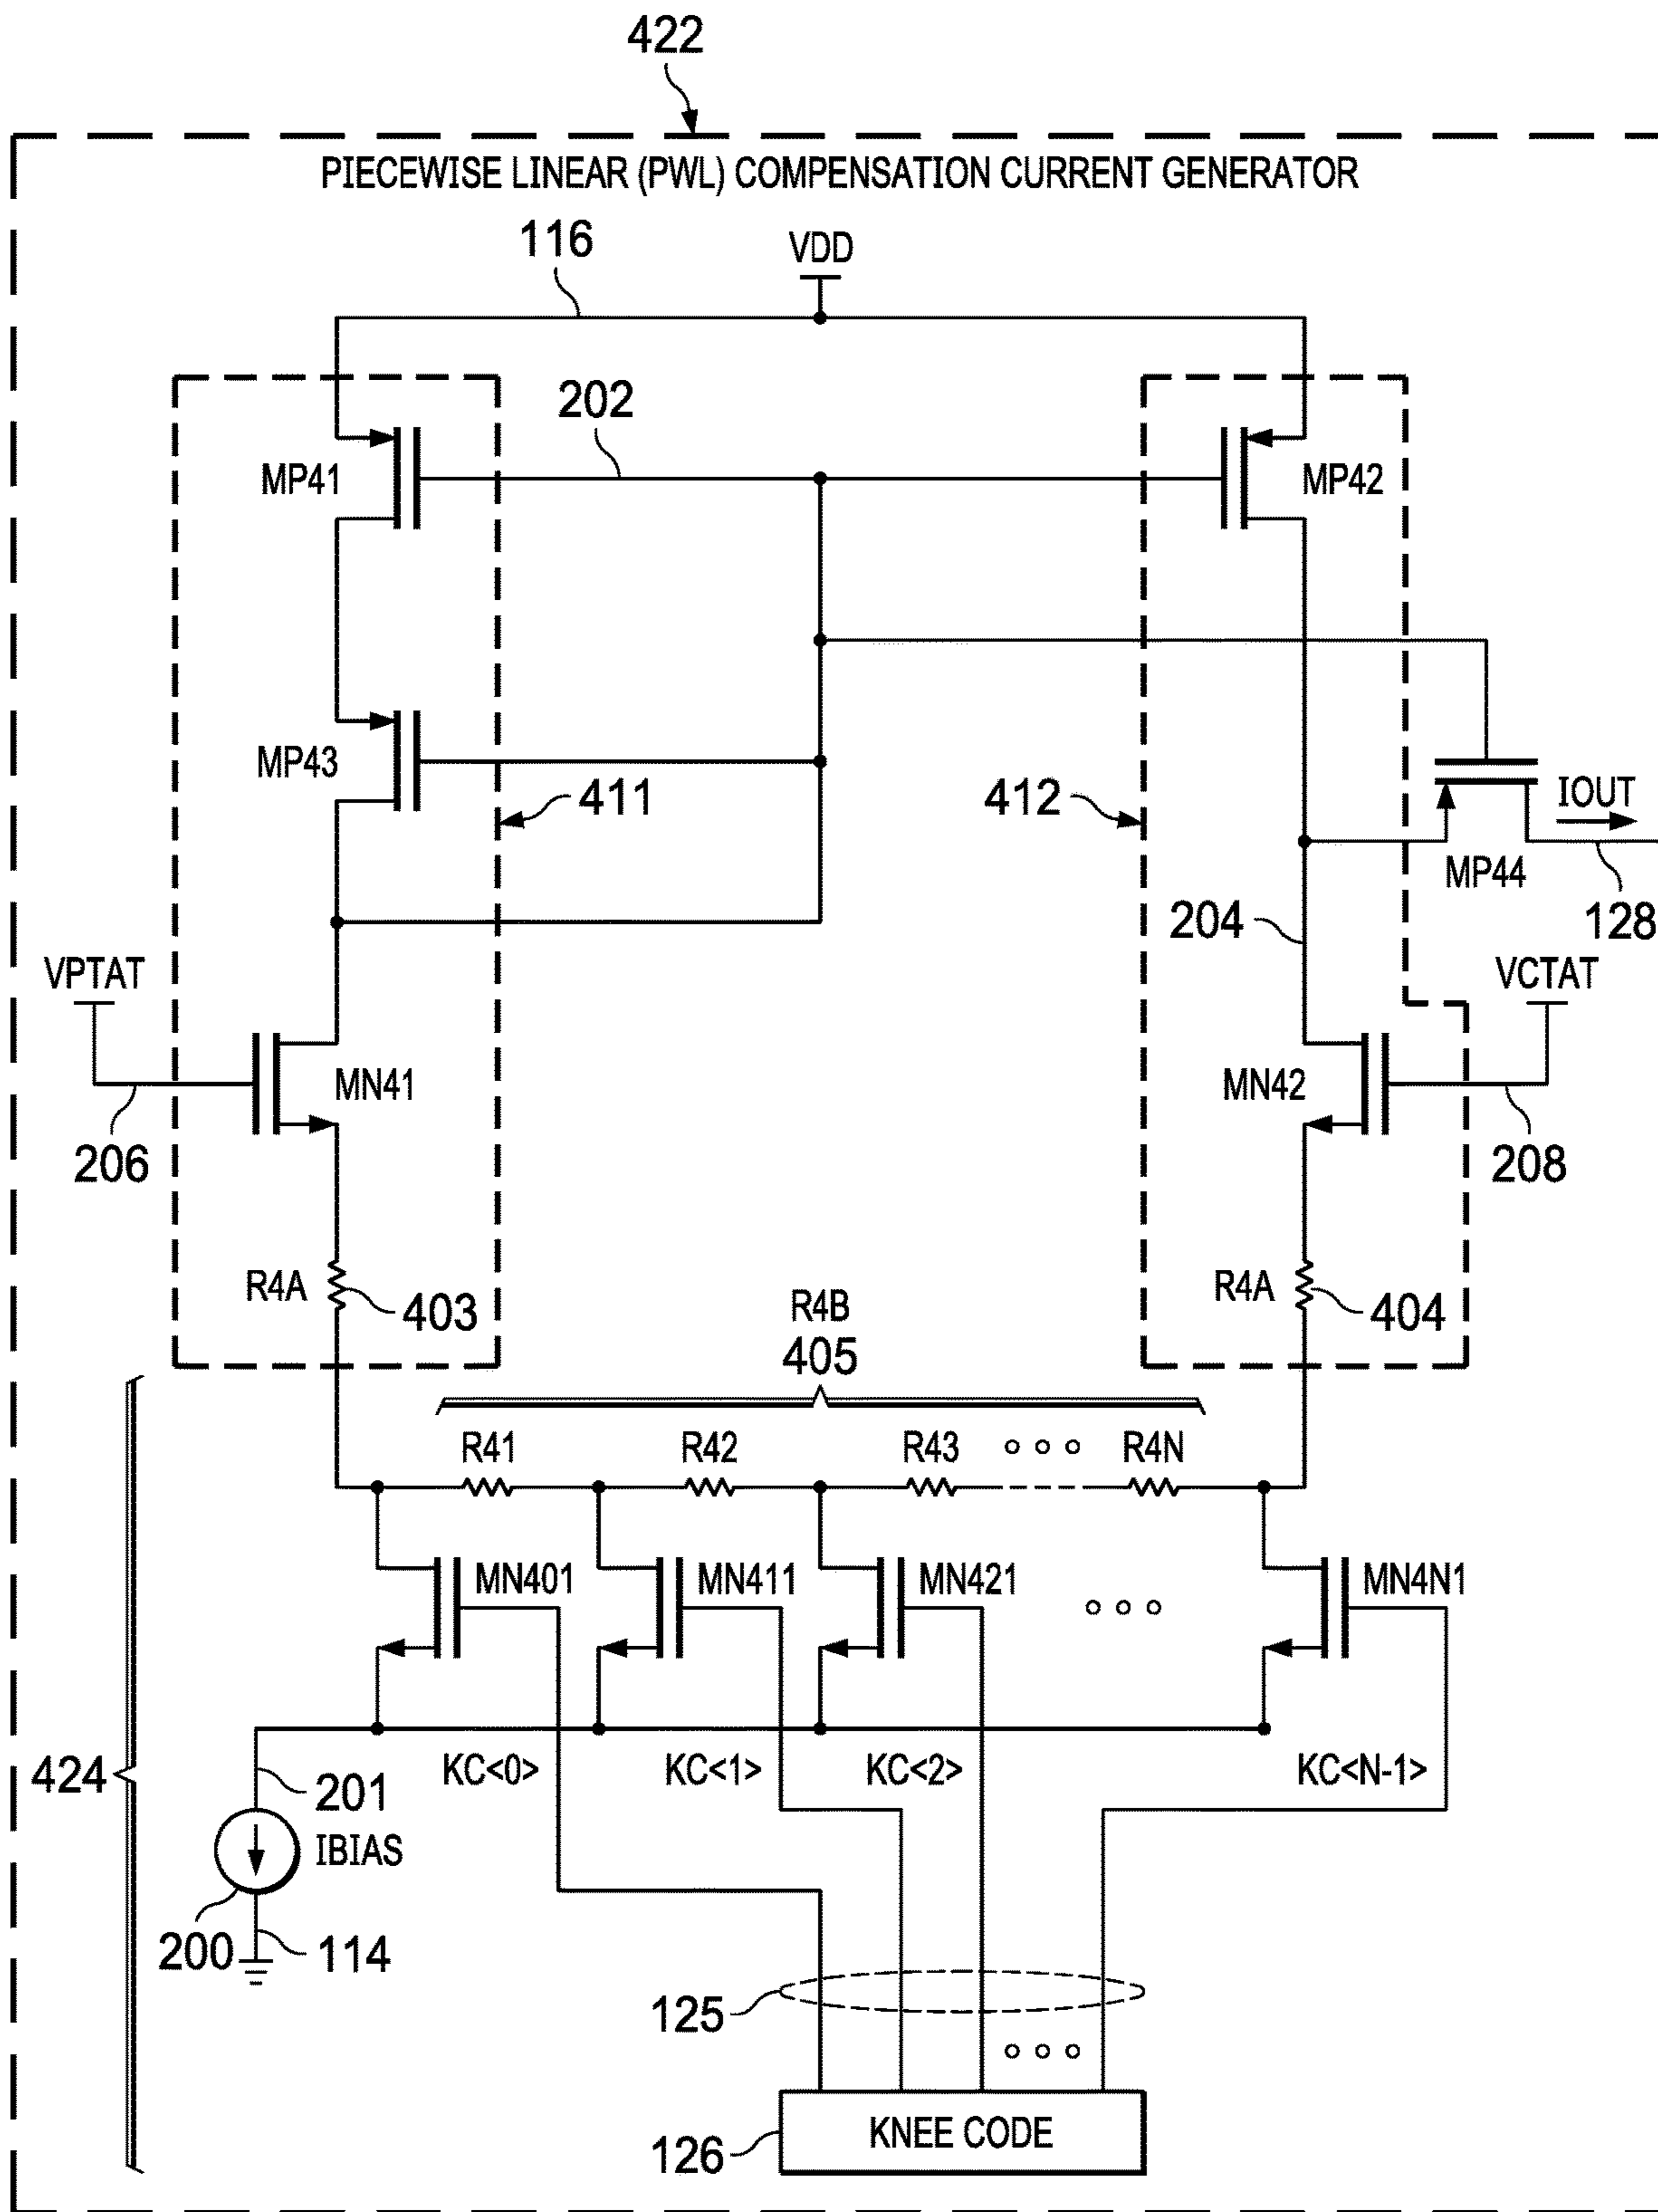 422
PIECEWISE LINEAR (PWL) COMPENSATION CURRENT GENERATOR
116
VDD
202
MP41
MP42
MP43
411
412
IOUT
MP44
204
128
VPTAT
VCTAT
MN41
MN42
206
208
R4A
403
R4B
405
R4A
404
R41
R42
R43
R4N
MN401
MN411
MN421
MN4N1
424
201
KC<0>
KC<1>
KC<2>
KC<N-1>
IBIAS
200
114
125
126
KNEE CODE